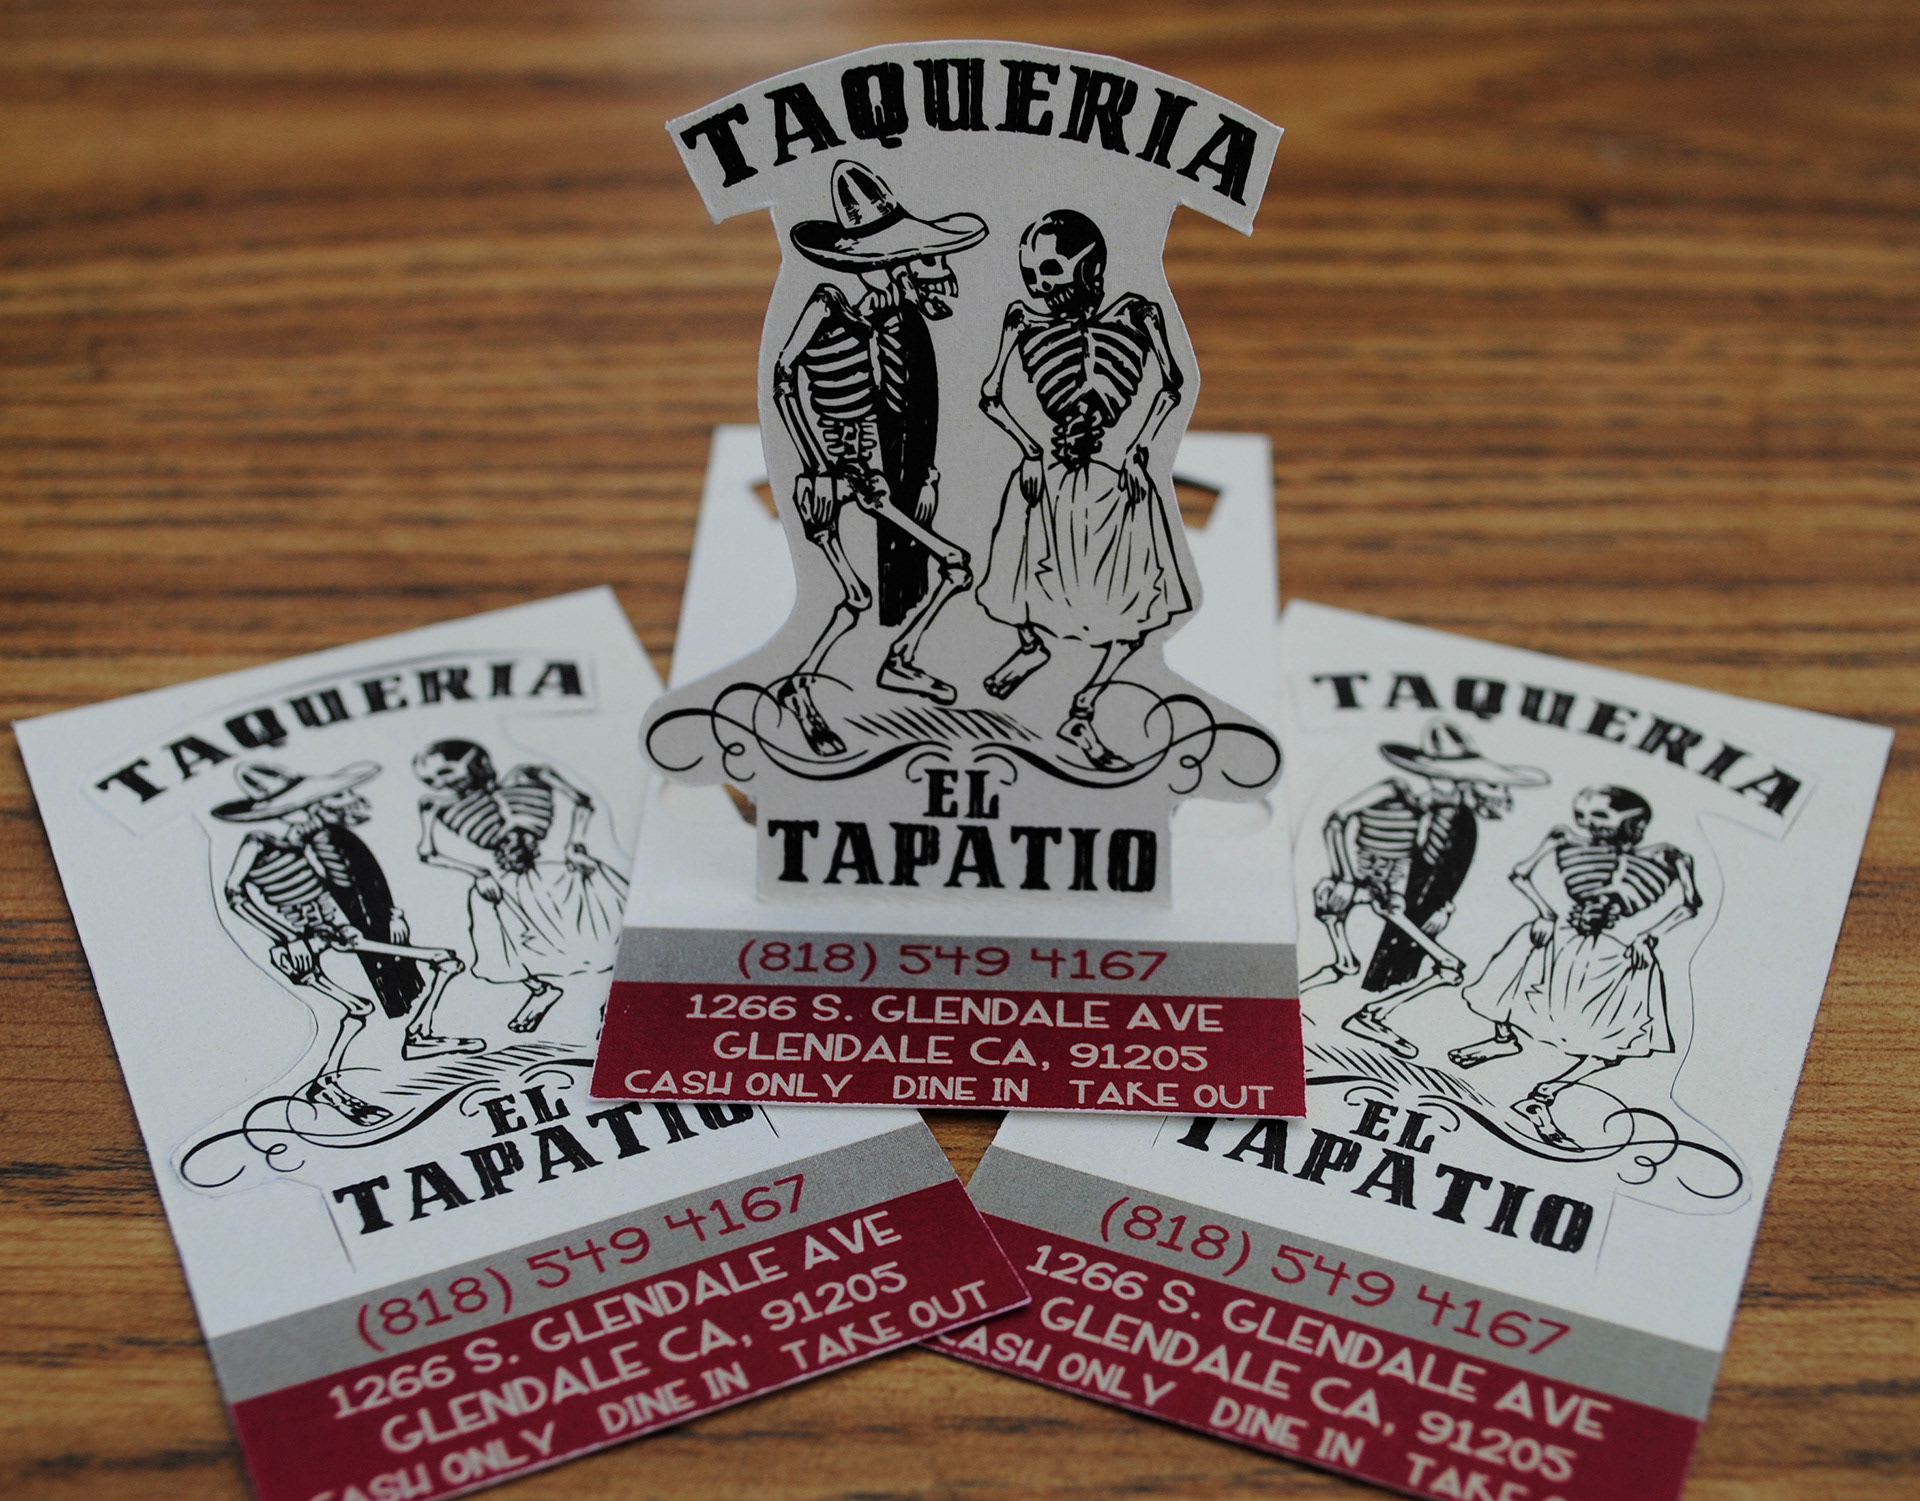 TAQUERIA
EL
TAPATIO
(818) 549 4167
1266 S. GLENDALE AVE
GLENDALE CA, 91205
CASH ONLY DINE IN TAKE OUT
TAQUERIA
EL
TAPATIO
(818) 549 4167
1266 S. GLENDALE AVE
GLENDALE CA, 91205
CASH ONLY DINE IN TAKE OUT
TAQUERIA
EL
TAPATIO
(818) 549 4167
1266 S. GLENDALE AVE
GLENDALE CA, 91205
CASH ONLY DINE IN TAKE O